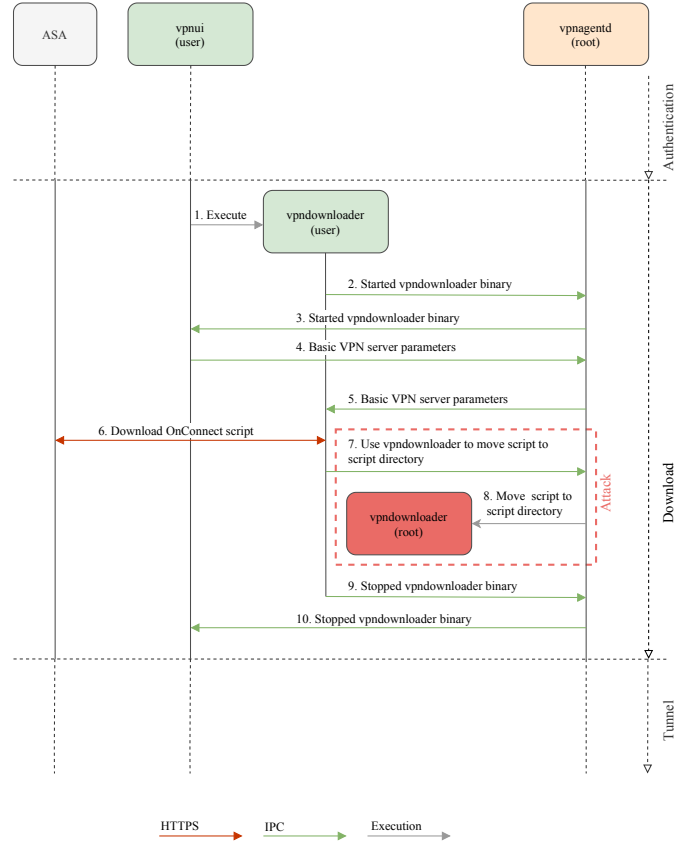 ASA
vpnui
(user)
vpnagentd
(root)
Authentication
1. Execute
vpndownloader
(user)
2. Started vpndownloader binary
3. Started vpndownloader binary
4. Basic VPN server parameters
5. Basic VPN server parameters
6. Download OnConnect script
7. Use vpndownloader to move script to
script directory
8. Move script to
script directory
vpndownloader
(root)
Attack
Download
9. Stopped vpndownloader binary
10. Stopped vpndownloader binary
Tunnel
HTTPS
IPC
Execution